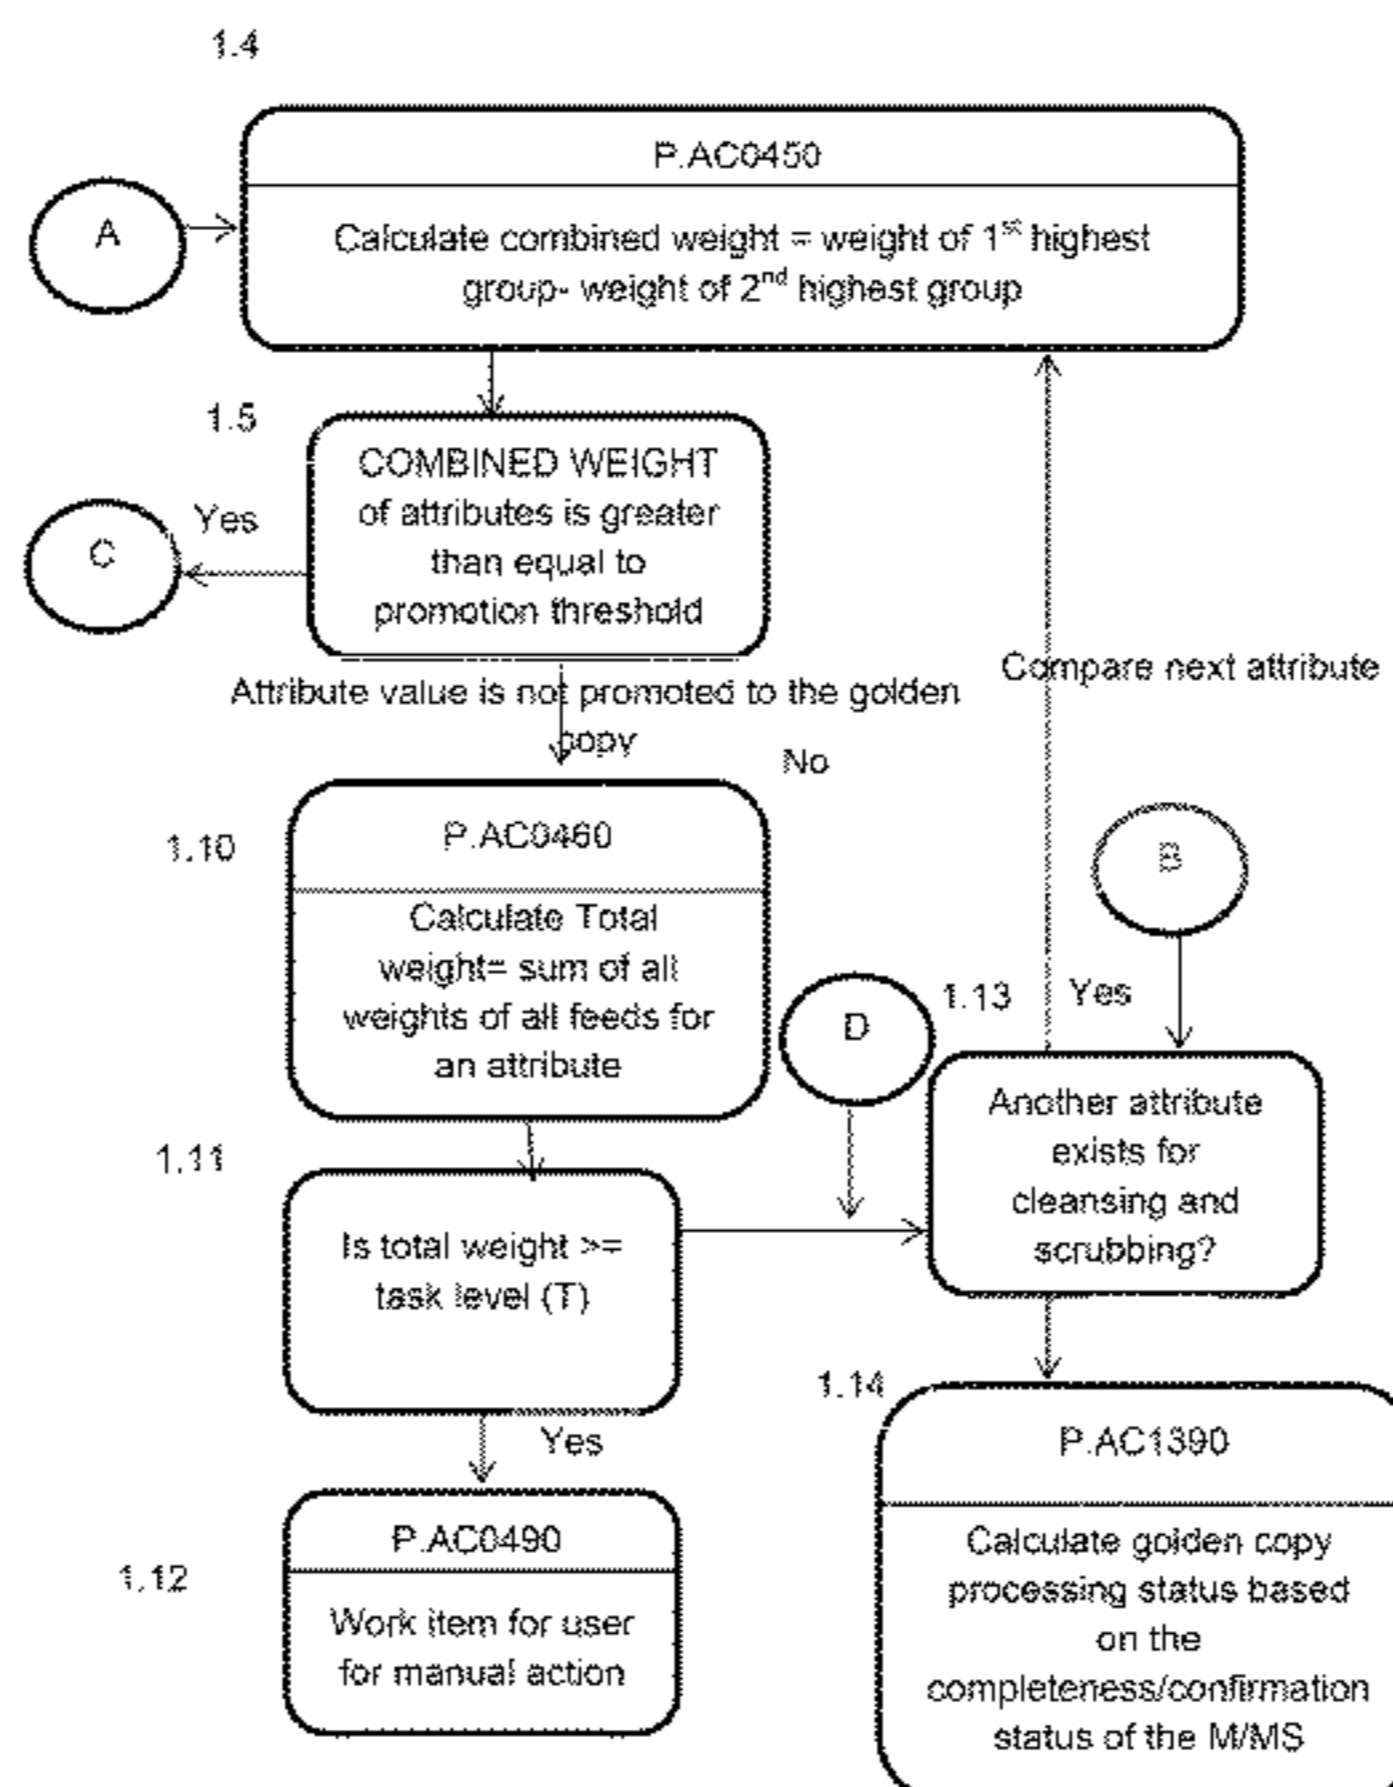 1.4
P.AC0450
A
Calculate combined weight = weight of 1st highest
group- weight of 2nd highest group
1.5
COMBINED WEIGHT
of attributes is greater
than equal to
promotion threshold
Yes
C
Compare next attribute
Attribute value is not promoted to the golden
copy
No
1.10
P.AC0460
Calculate Total
weight= sum of all
weights of all feeds for
an attribute
B
D
1.13
Yes
Another attribute
exists for
cleansing and
scrubbing?
1.11
Is total weight >=
task level (T)
Yes
1.14
P.AC1390
Calculate golden copy
processing status based
on the
completeness/confirmation
status of the M/MS
1.12
P.AC0490
Work item for user
for manual action